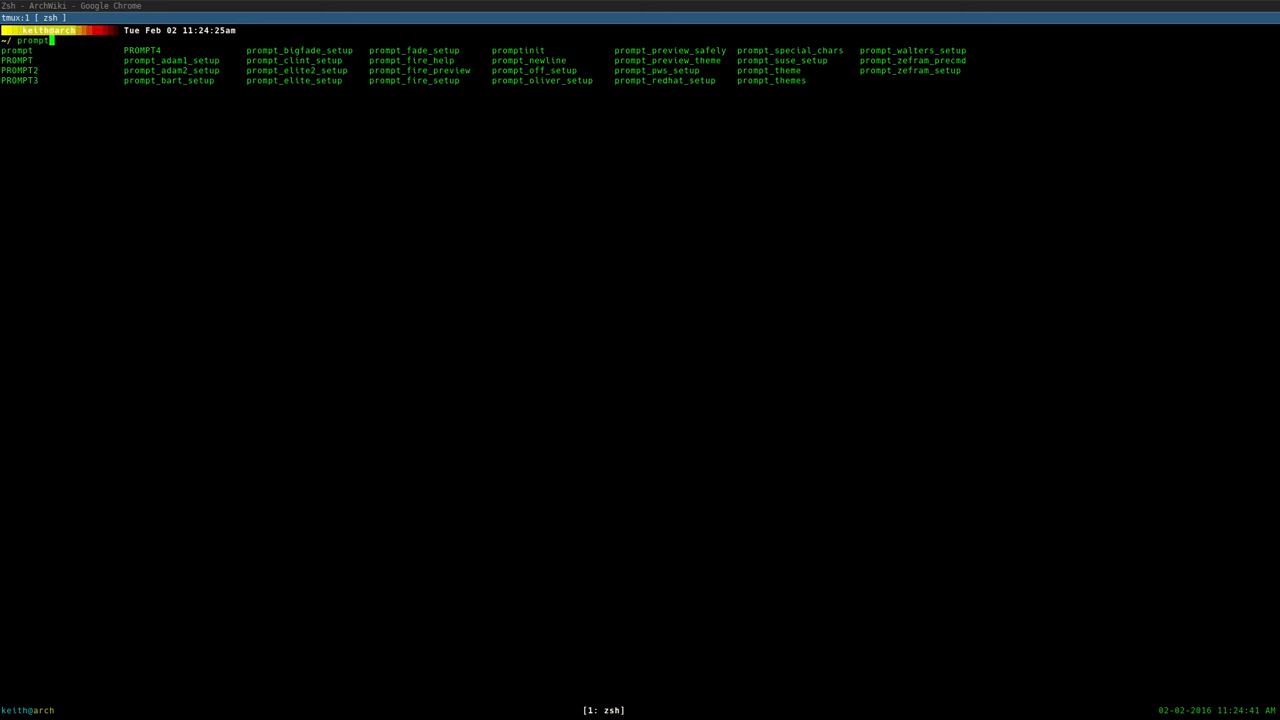 Zsh - ArchWiki - Google Chrome
tmux:1 [ zsh ]
keith@arch Tue Feb 02 11:24:25am
~/ prompt
prompt PROMPT4 prompt_bigfade_setup prompt_fade_setup promptinit prompt_preview_safely prompt_special_chars prompt_walters_setup
PROMPT prompt_adam1_setup prompt_clint_setup prompt_fire_help prompt_newline prompt_preview_theme prompt_suse_setup prompt_zefram_precmd
PROMPT2 prompt_adam2_setup prompt_elite2_setup prompt_fire_preview prompt_off_setup prompt_pws_setup prompt_theme prompt_zefram_setup
PROMPT3 prompt_bart_setup prompt_elite_setup prompt_fire_setup prompt_oliver_setup prompt_redhat_setup prompt_themes
keith@arch [1: zsh] 02-02-2016 11:24:41 AM